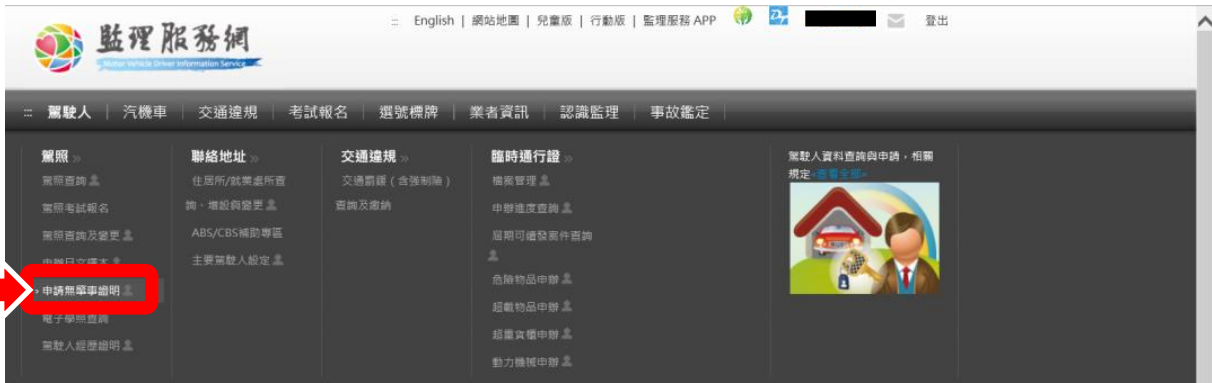 ::: English | 網站地圖 | 兒童版 | 行動版 | 監理服務 APP 登出
監理服務網
Motor Vehicle Driver Information Service
::: 駕駛人 | 汽機車 | 交通違規 | 考試報名 | 選號標牌 | 業者資訊 | 認識監理 | 事故鑑定 |
駕照 »
駕照查詢
駕照考試報名
駕照查詢及變更
申辦日文譯本
› 申請無肇事證明
電子學照查詢
駕駛人經歷證明
聯絡地址 »
住居所/就業處所查
詢、增設與變更
ABS/CBS補助專區
主要駕駛人設定
交通違規 »
交通罰鍰（含強制險）
查詢及繳納
臨時通行證 »
檔案管理
申辦進度查詢
屆期可續發案件查詢
危險物品申辦
超載物品申辦
超重貨櫃申辦
動力機械申辦
駕駛人資料查詢與申請，相關
規定»查看全部»